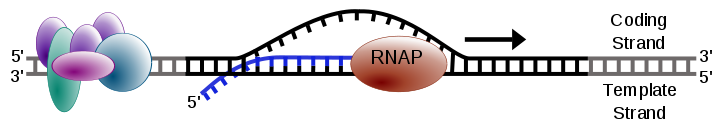 Coding
Strand
5'
3'
RNAP
3'
5'
Template
Strand
5'